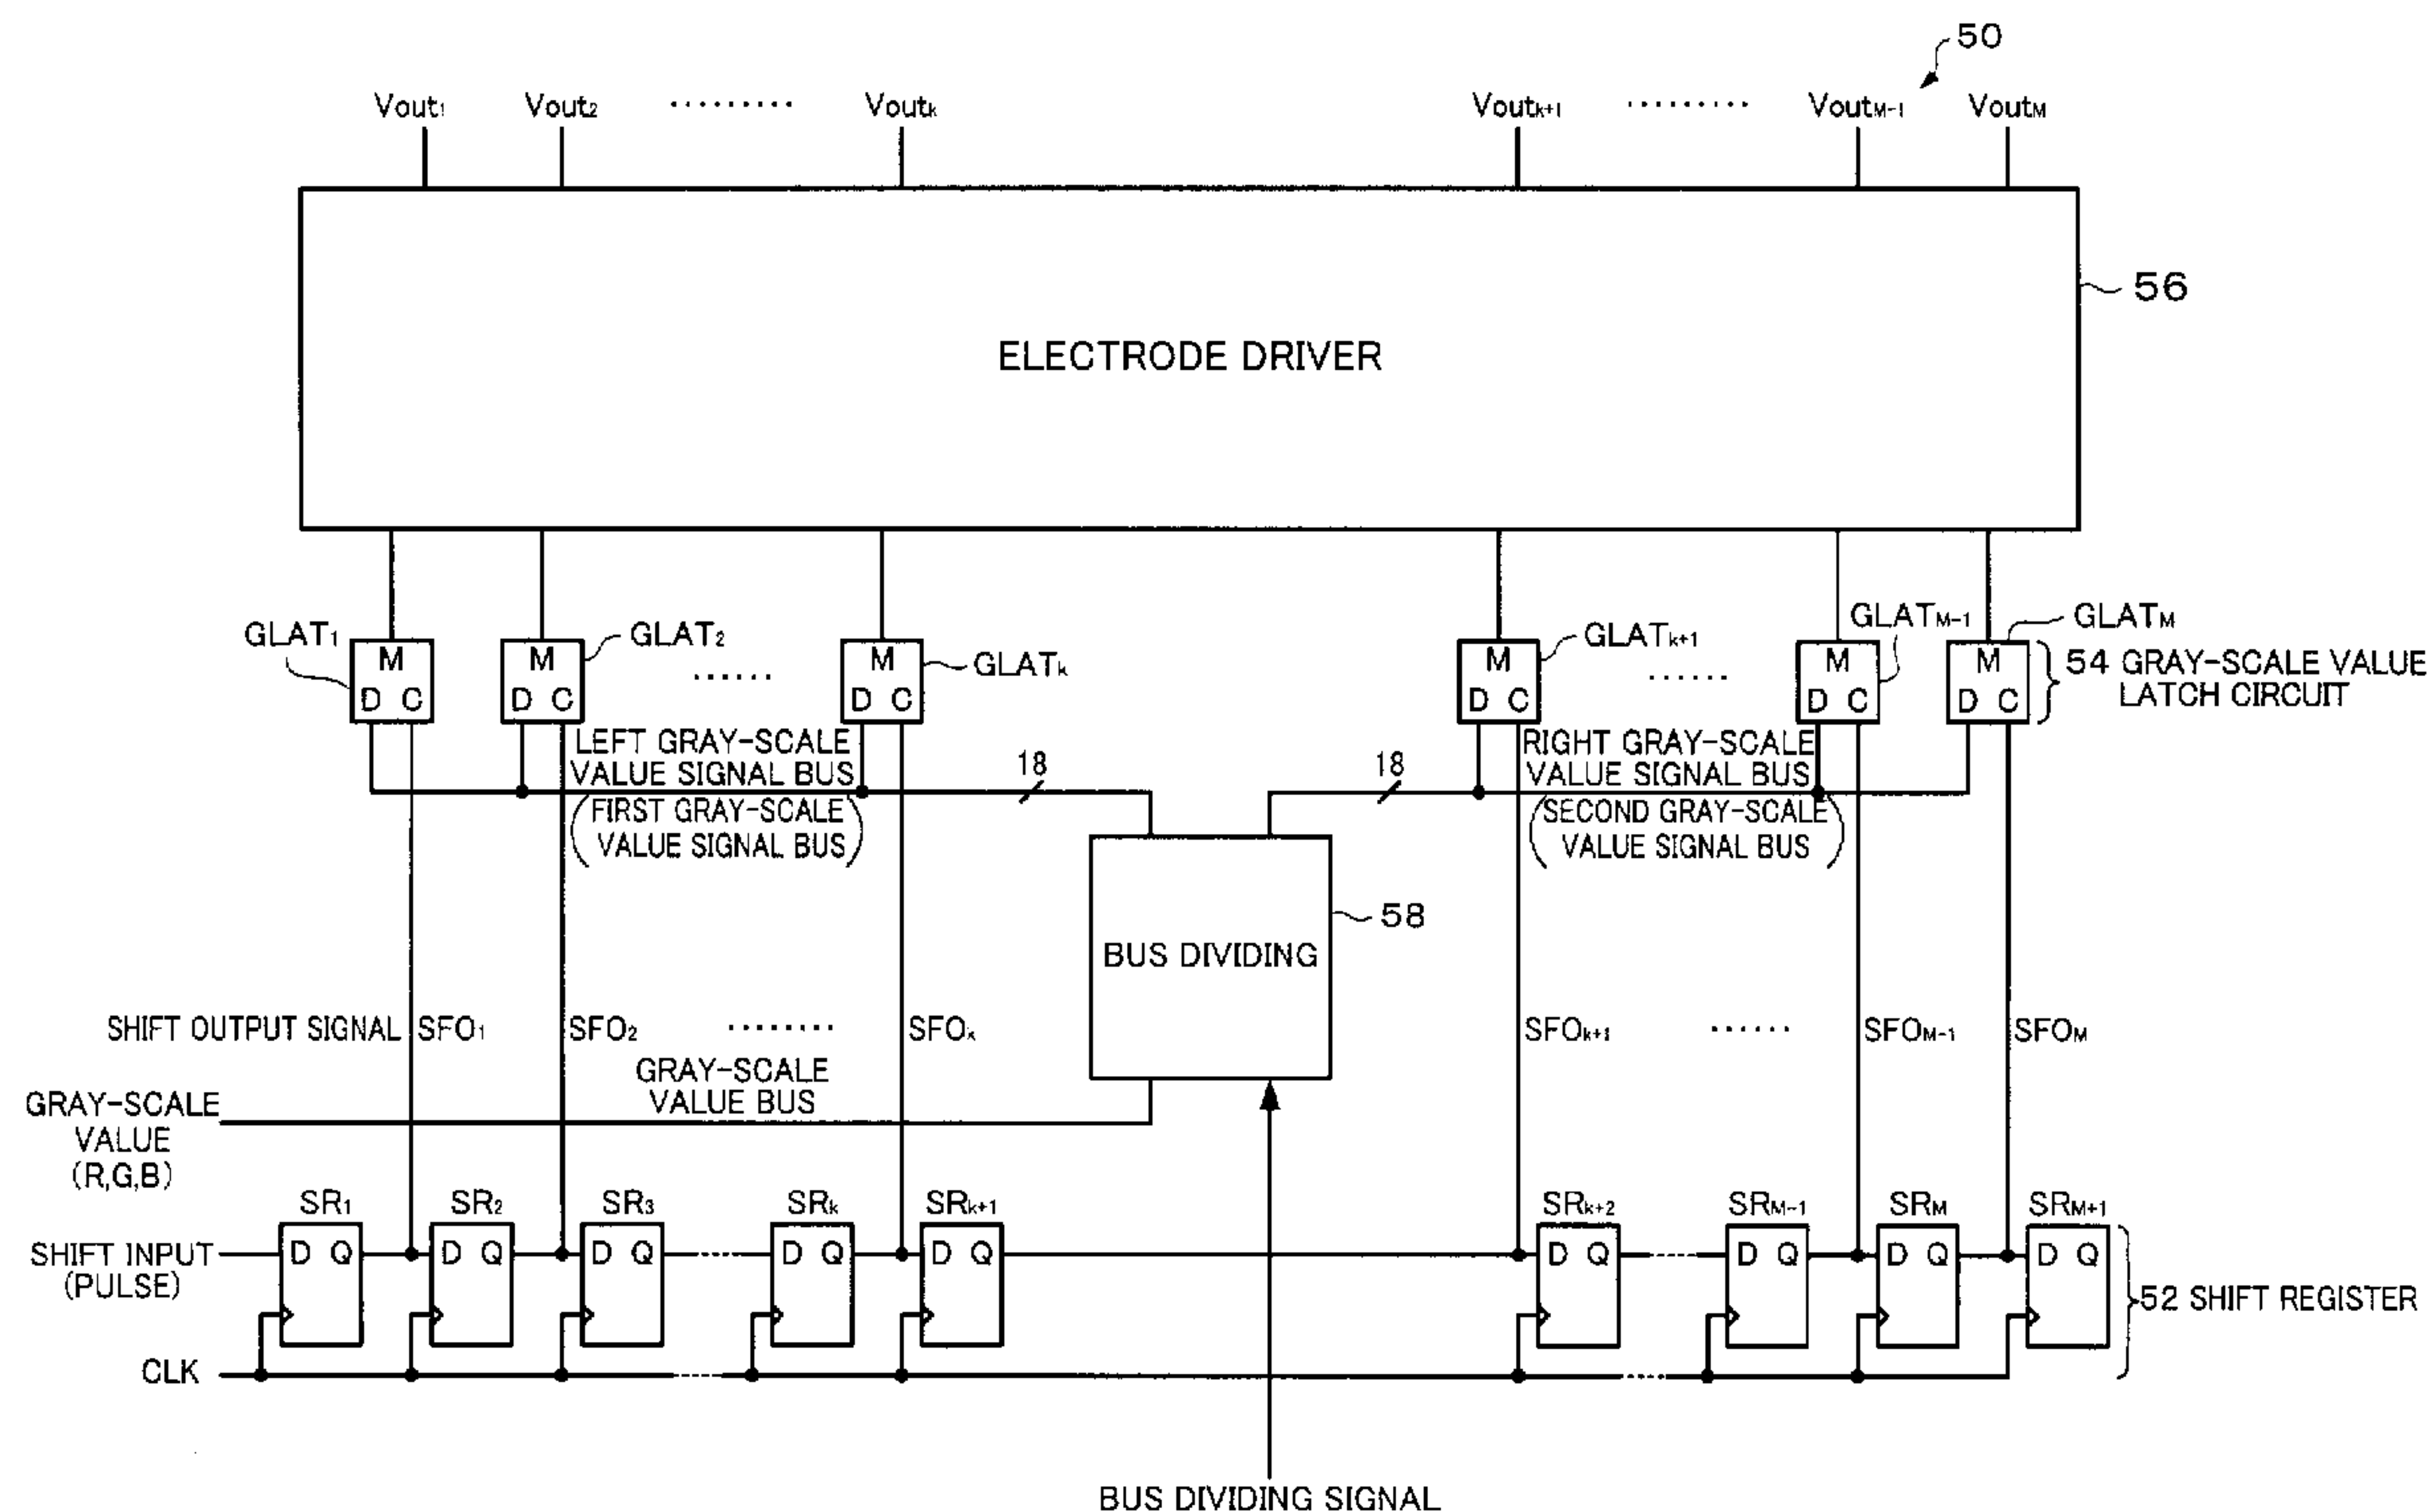 50
Vout1 Vout2 ......... Voutk Voutk+1 ......... VoutM-1 VoutM
56
ELECTRODE DRIVER
GLAT1 GLAT2 GLATk GLATk+1 GLATM-1 GLATM
M M ...... M M ...... M M
D C D C D C D C D C D C
54 GRAY-SCALE VALUE
LATCH CIRCUIT
LEFT GRAY-SCALE
VALUE SIGNAL BUS
(FIRST GRAY-SCALE
VALUE SIGNAL BUS)
18
18
RIGHT GRAY-SCALE
VALUE SIGNAL BUS
(SECOND GRAY-SCALE
VALUE SIGNAL BUS)
58
BUS DIVIDING
SHIFT OUTPUT SIGNAL SFO1 SFO2 ........ SFOk SFOk+1 ...... SFOM-1 SFOM
GRAY-SCALE
VALUE BUS
GRAY-SCALE
VALUE
(R,G,B)
SR1 SR2 SR3 SRk SRk+1 SRk+2 SRM-1 SRM SRM+1
SHIFT INPUT
(PULSE)
D Q D Q D Q D Q D Q D Q D Q D Q D Q
52 SHIFT REGISTER
CLK
BUS DIVIDING SIGNAL